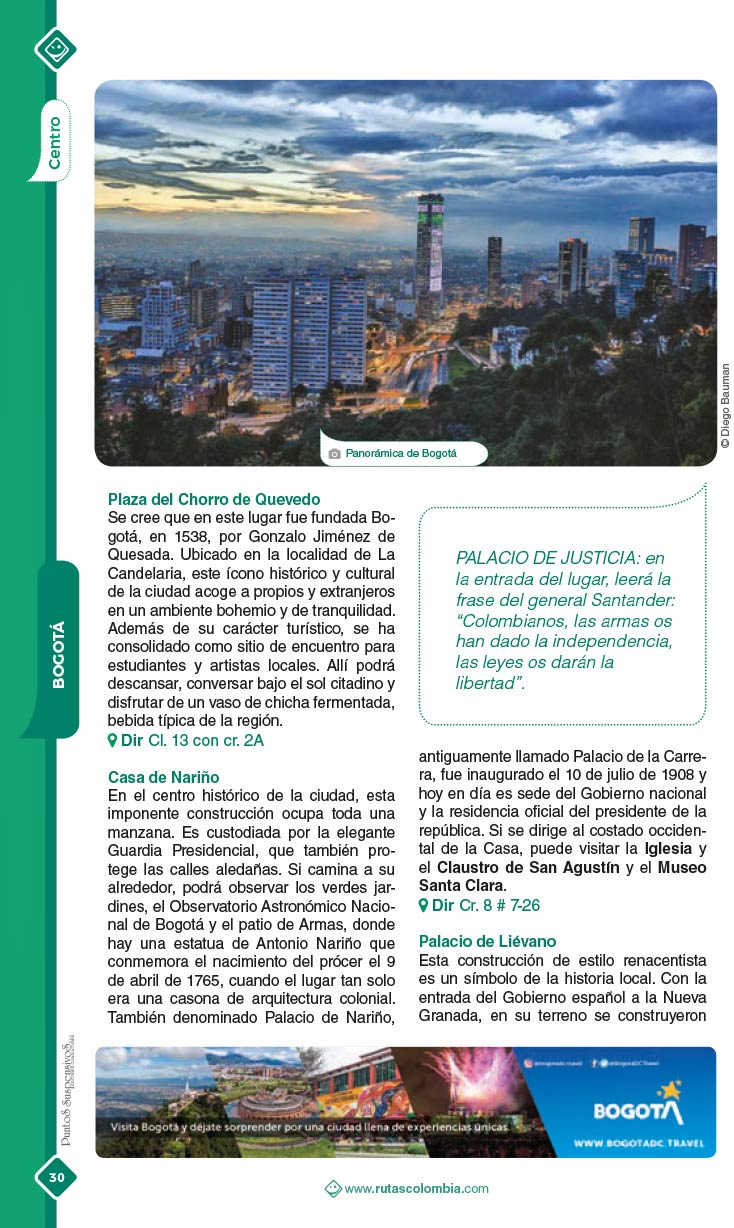 Centro
© Diego Bauman
Panorámica de Bogotá
BOGOTÁ
Plaza del Chorro de Quevedo
Se cree que en este lugar fue fundada Bo-
gotá, en 1538, por Gonzalo Jiménez de
Quesada. Ubicado en la localidad de La
Candelaria, este ícono histórico y cultural
de la ciudad acoge a propios y extranjeros
en un ambiente bohemio y de tranquilidad.
Además de su carácter turístico, se ha
consolidado como sitio de encuentro para
estudiantes y artistas locales. Allí podrá
descansar, conversar bajo el sol citadino y
disfrutar de un vaso de chicha fermentada,
bebida típica de la región.
Dir Cl. 13 con cr. 2A
Casa de Nariño
En el centro histórico de la ciudad, esta
imponente construcción ocupa toda una
manzana. Es custodiada por la elegante
Guardia Presidencial, que también pro-
tege las calles aledañas. Si camina a su
alrededor, podrá observar los verdes jar-
dines, el Observatorio Astronómico Nacio-
nal de Bogotá y el patio de Armas, donde
hay una estatua de Antonio Nariño que
conmemora el nacimiento del prócer el 9
de abril de 1765, cuando el lugar tan solo
era una casona de arquitectura colonial.
También denominado Palacio de Nariño,
PALACIO DE JUSTICIA: en
la entrada del lugar, leerá la
frase del general Santander:
“Colombianos, las armas os
han dado la independencia,
las leyes os darán la
libertad”.
antiguamente llamado Palacio de la Carre-
ra, fue inaugurado el 10 de julio de 1908 y
hoy en día es sede del Gobierno nacional
y la residencia oficial del presidente de la
república. Si se dirige al costado occiden-
tal de la Casa, puede visitar la Iglesia y
el Claustro de San Agustín y el Museo
Santa Clara.
Dir Cr. 8 # 7-26
Palacio de Liévano
Esta construcción de estilo renacentista
es un símbolo de la historia local. Con la
entrada del Gobierno español a la Nueva
Granada, en su terreno se construyeron
Puntos Suspensivos
Visita Bogotá y déjate sorprender por una ciudad llena de experiencias únicas.
@bogotadc.travel
@BogotaDCTravel
BOGOTÁ
WWW.BOGOTADC.TRAVEL
30
www.rutascolombia.com